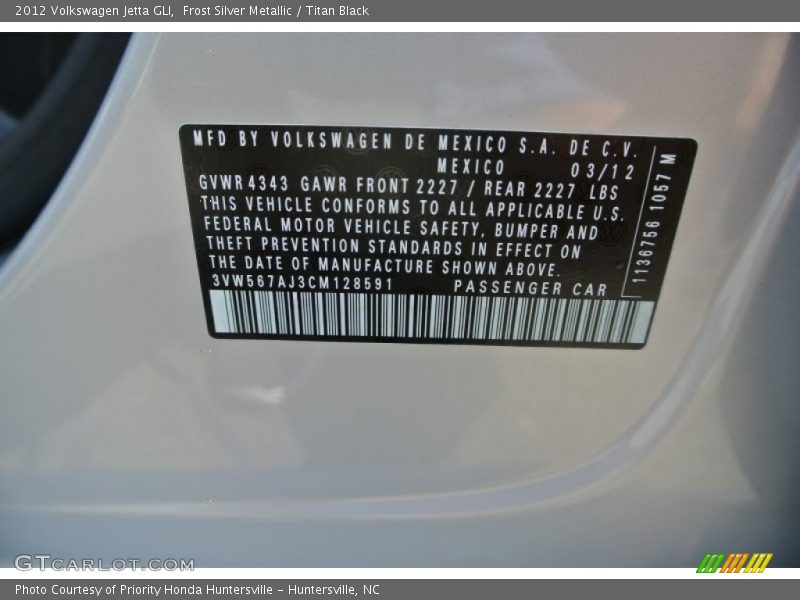 2012 Volkswagen Jetta GLI,  Frost Silver Metallic / Titan Black
MFD BY VOLKSWAGEN DE MEXICO S.A. DE C.V.
MEXICO 03/12
GVWR 4343 GAWR FRONT 2227 / REAR 2227 LBS
THIS VEHICLE CONFORMS TO ALL APPLICABLE U.S.
FEDERAL MOTOR VEHICLE SAFETY, BUMPER AND
THEFT PREVENTION STANDARDS IN EFFECT ON
THE DATE OF MANUFACTURE SHOWN ABOVE.
3VW567AJ3CM128591 PASSENGER CAR
1136756 1057 M
GTCARLOT.COM
Photo Courtesy of Priority Honda Huntersville - Huntersville, NC